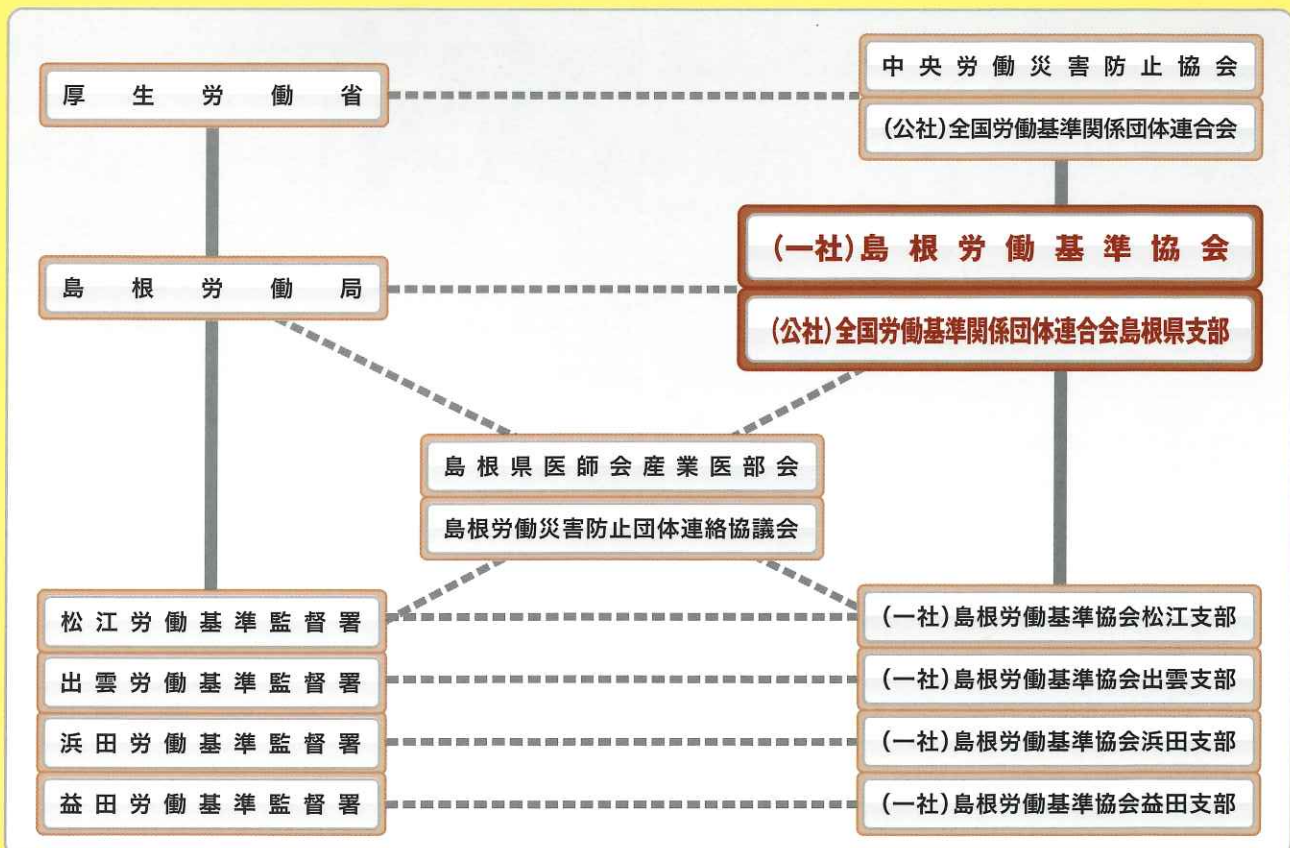 厚生労働省
中央労働災害防止協会
(公社)全国労働基準関係団体連合会
島根労働局
(一社)島根労働基準協会
(公社)全国労働基準関係団体連合会島根県支部
島根県医師会産業医部会
島根労働災害防止団体連絡協議会
松江労働基準監督署
出雲労働基準監督署
浜田労働基準監督署
益田労働基準監督署
(一社)島根労働基準協会松江支部
(一社)島根労働基準協会出雲支部
(一社)島根労働基準協会浜田支部
(一社)島根労働基準協会益田支部